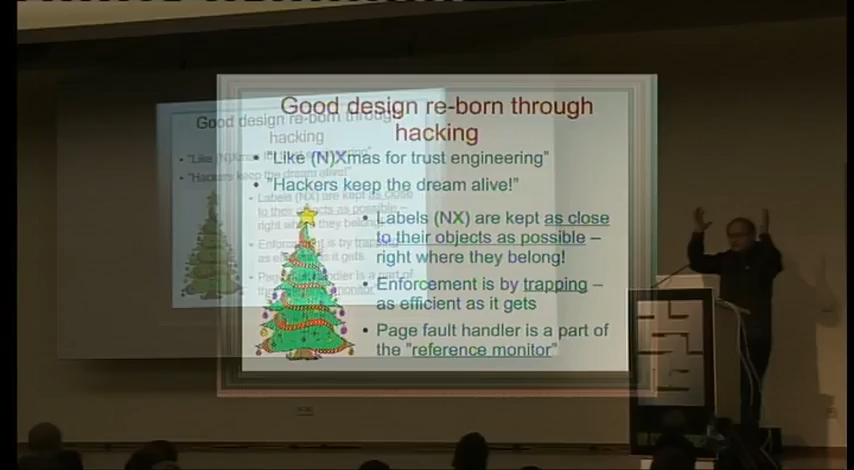 Good design re-born through
hacking
• "Like (N)Xmas for trust engineering"
• "Hackers keep the dream alive!"
• Labels (NX) are kept as close
to their objects as possible –
right where they belong!
• Enforcement is by trapping –
as efficient as it gets
• Page fault handler is a part of
the "reference monitor"